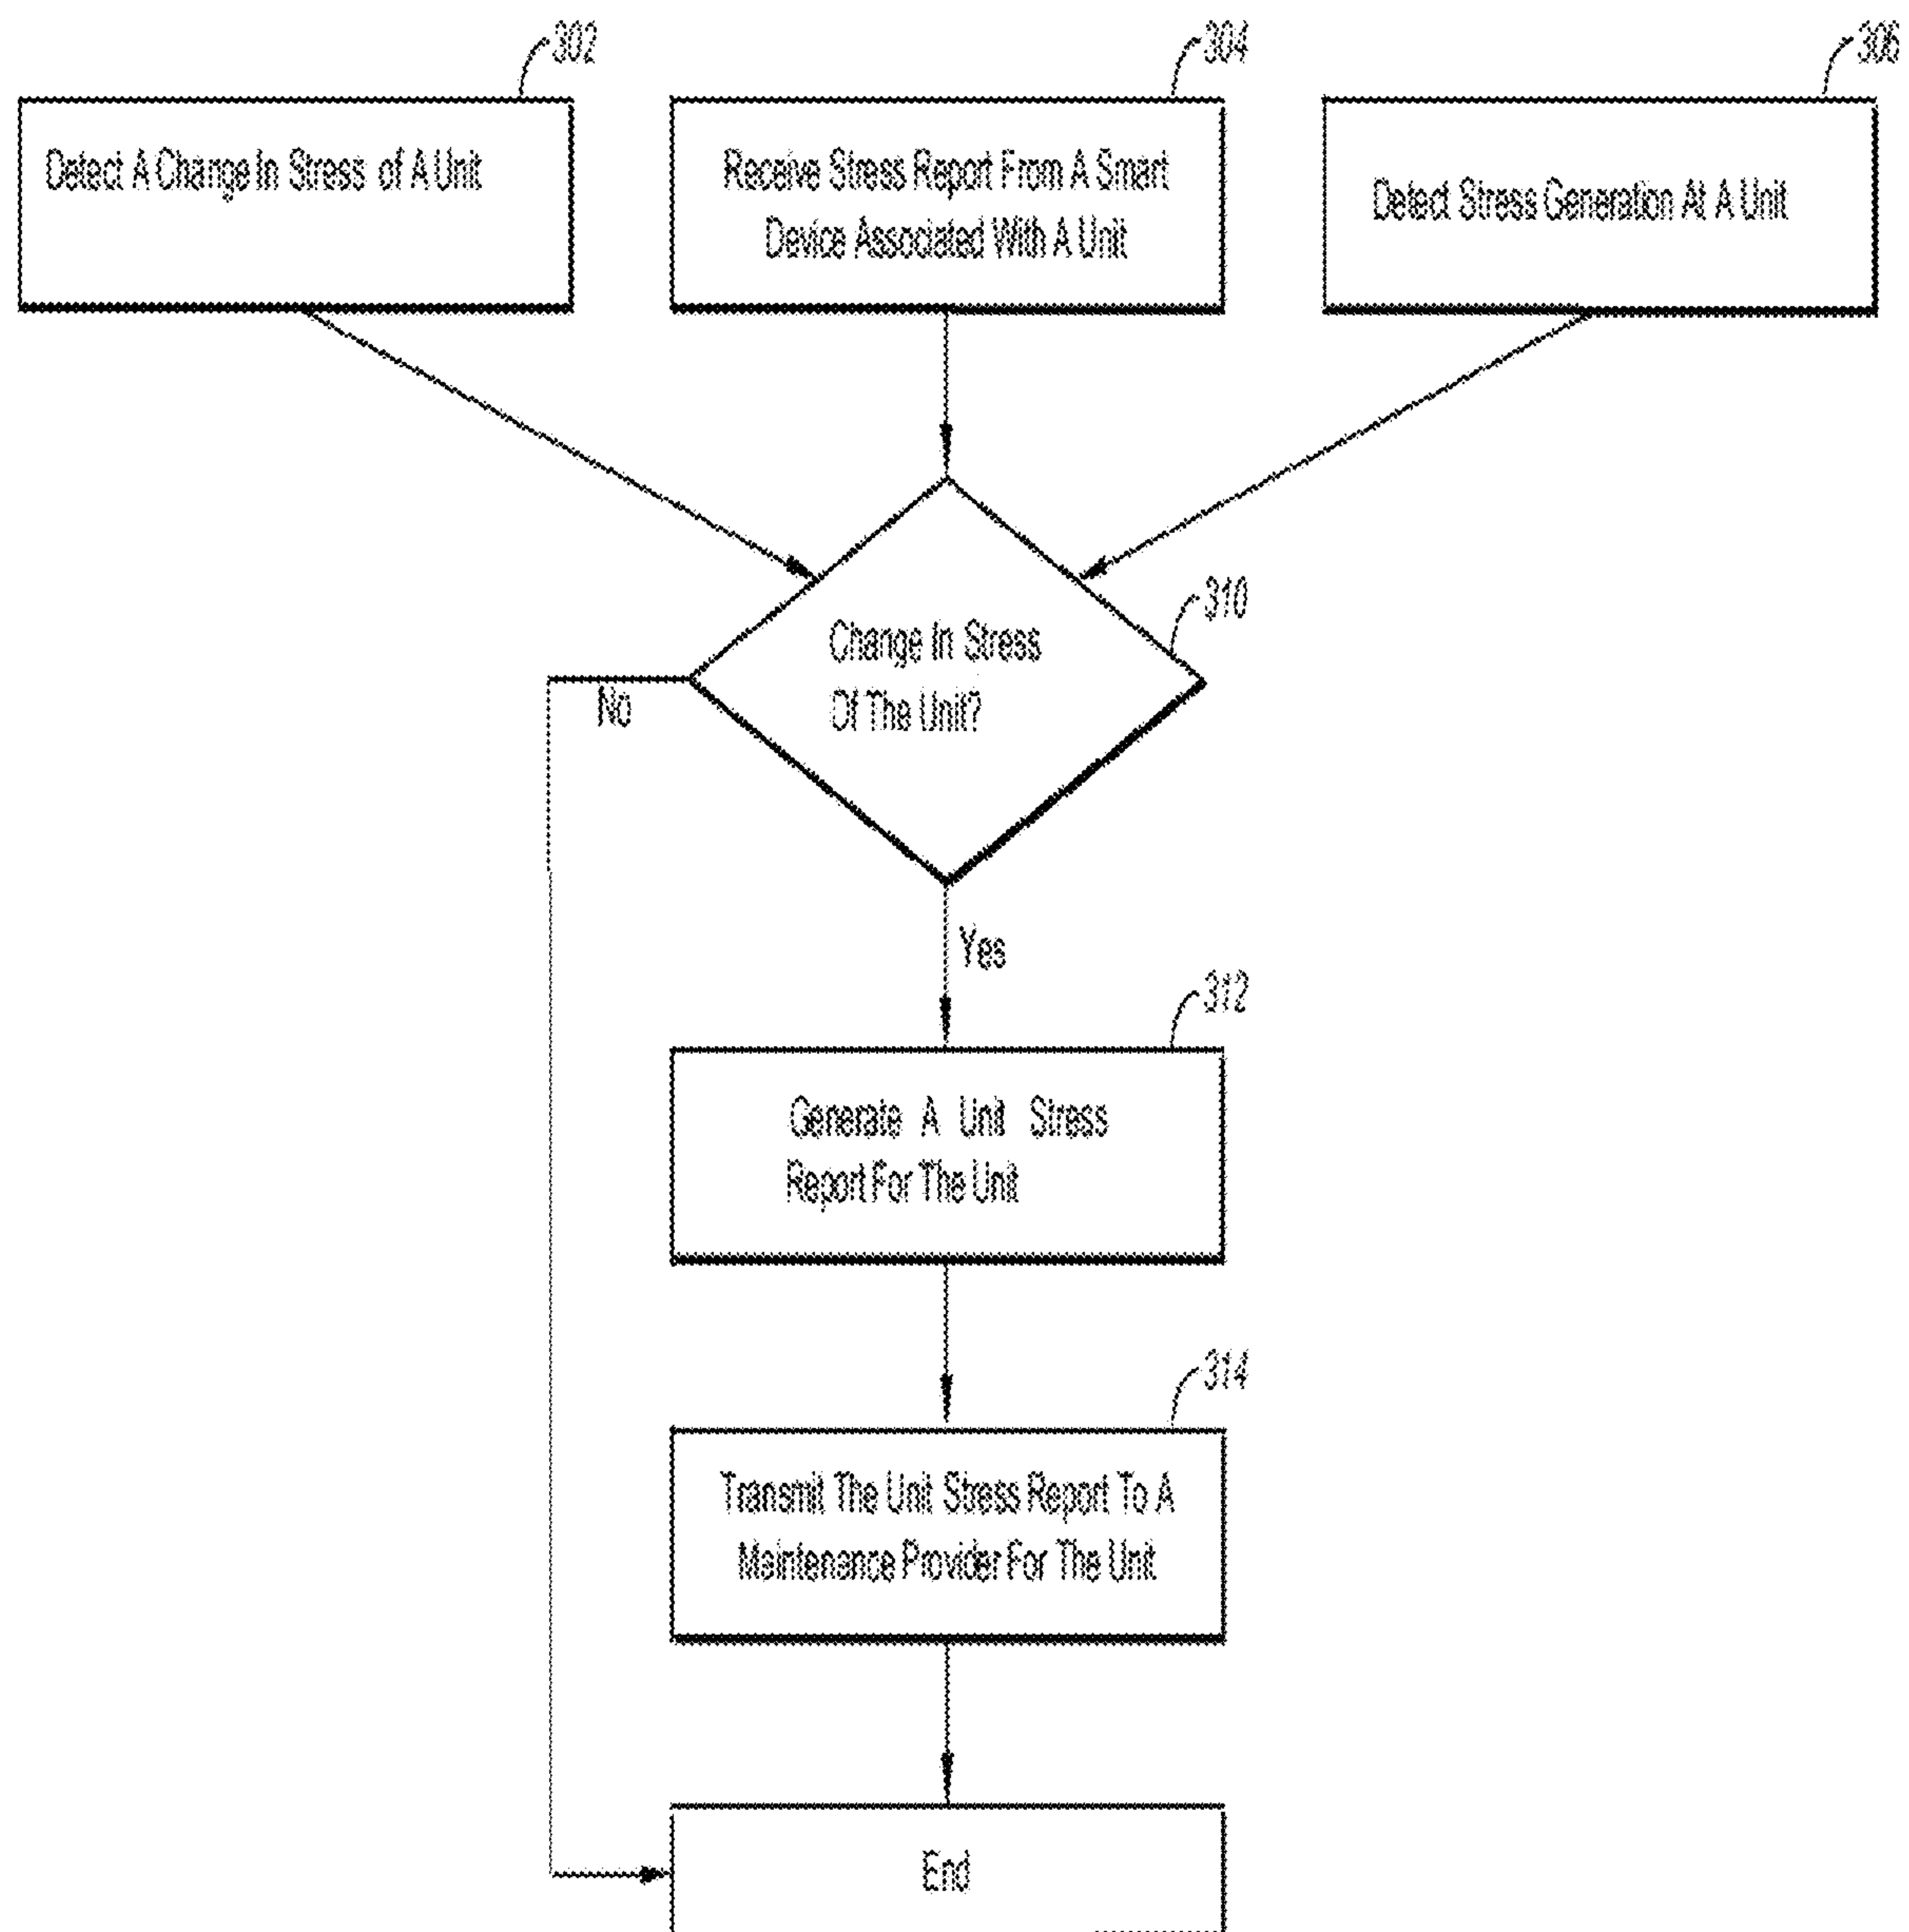 302
304
306
Detect A Change In Stress of A Unit
Receive Stress Report From A Smart
Device Associated With A Unit
Detect Stress Generation At A Unit
310
Change In Stress
Of The Unit?
No
Yes
312
Generate A Unit Stress
Report For The Unit
314
Transmit The Unit Stress Report To A
Maintenance Provider For The Unit
End